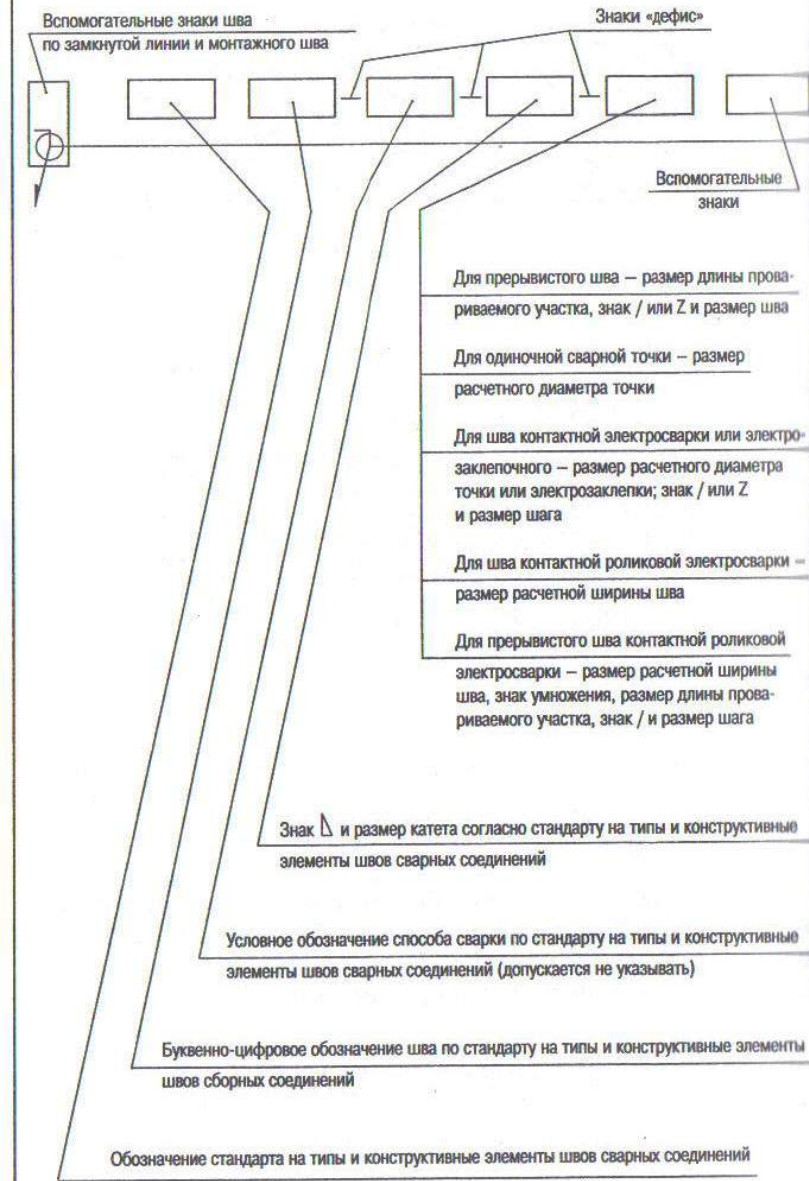 Вспомогательные знаки шва
по замкнутой линии и монтажного шва
Знаки «дефис»
Вспомогательные
знаки
Для прерывистого шва – размер длины прова-
риваемого участка, знак / или Z и размер шва
Для одиночной сварной точки – размер
расчетного диаметра точки
Для шва контактной электросварки или электро-
заклепочного – размер расчетного диаметра
точки или электрозаклепки; знак / или Z
и размер шага
Для шва контактной роликовой электросварки –
размер расчетной ширины шва
Для прерывистого шва контактной роликовой
электросварки – размер расчетной ширины
шва, знак умножения, размер длины прова-
риваемого участка, знак / и размер шага
Знак ◺ и размер катета согласно стандарту на типы и конструктивные
элементы швов сварных соединений
Условное обозначение способа сварки по стандарту на типы и конструктивные
элементы швов сварных соединений (допускается не указывать)
Буквенно-цифровое обозначение шва по стандарту на типы и конструктивные элементы
швов сборных соединений
Обозначение стандарта на типы и конструктивные элементы швов сварных соединений